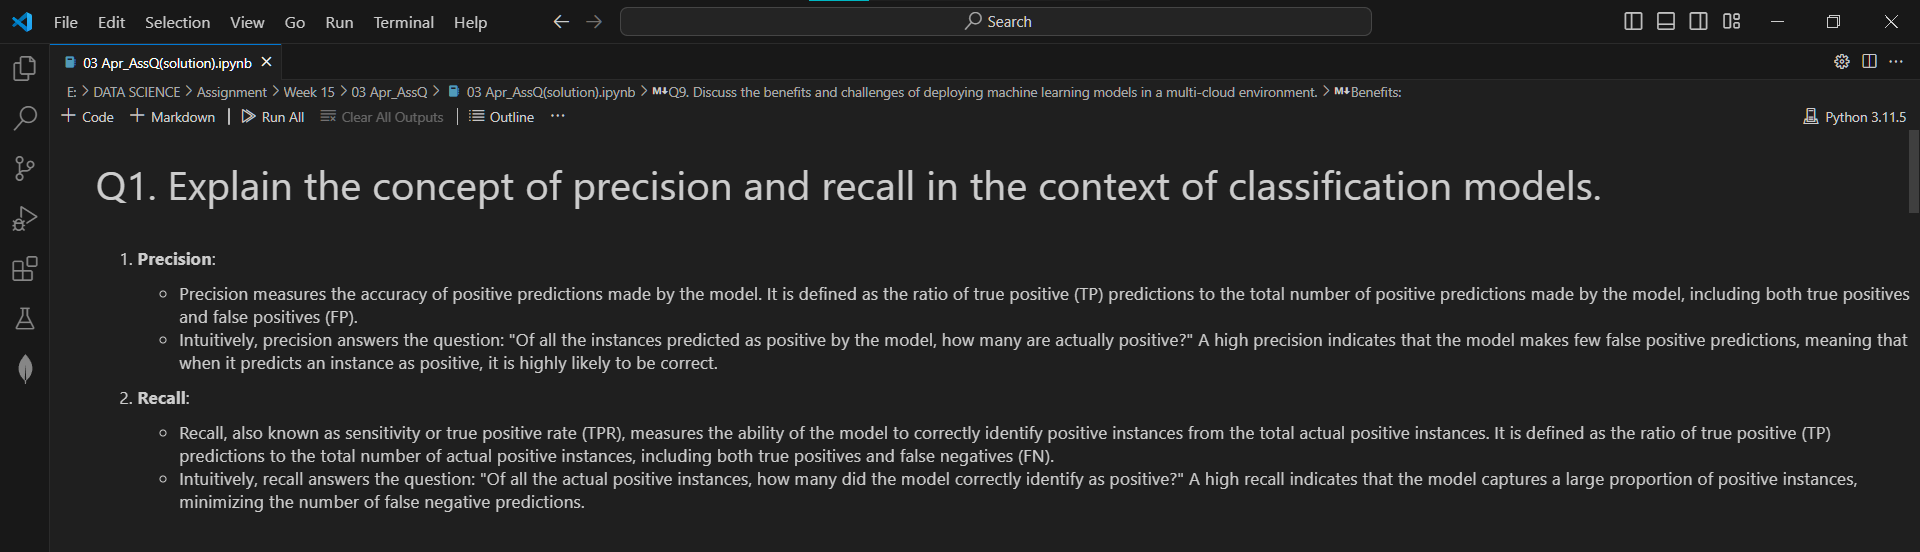 File Edit Selection View Go Run Terminal Help Search
03 Apr_AssQ(solution).ipynb
E: > DATA SCIENCE > Assignment > Week 15 > 03 Apr_AssQ > 03 Apr_AssQ(solution).ipynb > M↓Q9. Discuss the benefits and challenges of deploying machine learning models in a multi-cloud environment. > M↓Benefits:
+ Code + Markdown | Run All Clear All Outputs | Outline ... Python 3.11.5
Q1. Explain the concept of precision and recall in the context of classification models.
1. Precision:
Precision measures the accuracy of positive predictions made by the model. It is defined as the ratio of true positive (TP) predictions to the total number of positive predictions made by the model, including both true positives
and false positives (FP).
Intuitively, precision answers the question: "Of all the instances predicted as positive by the model, how many are actually positive?" A high precision indicates that the model makes few false positive predictions, meaning that
when it predicts an instance as positive, it is highly likely to be correct.
2. Recall:
Recall, also known as sensitivity or true positive rate (TPR), measures the ability of the model to correctly identify positive instances from the total actual positive instances. It is defined as the ratio of true positive (TP)
predictions to the total number of actual positive instances, including both true positives and false negatives (FN).
Intuitively, recall answers the question: "Of all the actual positive instances, how many did the model correctly identify as positive?" A high recall indicates that the model captures a large proportion of positive instances,
minimizing the number of false negative predictions.